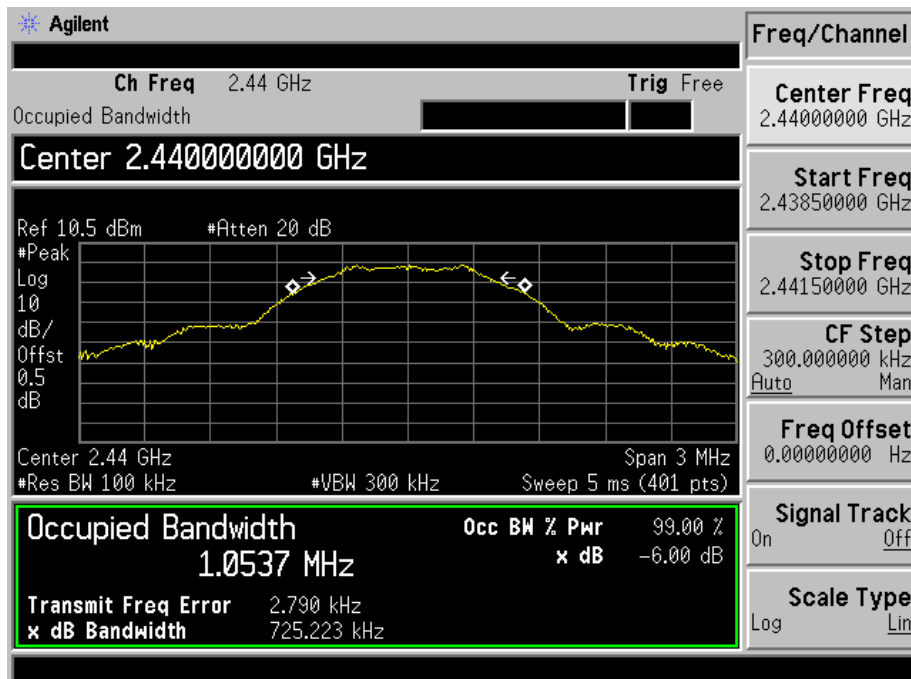 Agilent
Ch Freq 2.44 GHz Trig Free
Occupied Bandwidth
Center 2.440000000 GHz
Ref 10.5 dBm #Atten 20 dB
#Peak
Log
10
dB/
Offst
0.5
dB
Center 2.44 GHz Span 3 MHz
#Res BW 100 kHz #VBW 300 kHz Sweep 5 ms (401 pts)
Occupied Bandwidth Occ BW % Pwr 99.00 %
1.0537 MHz x dB -6.00 dB
Transmit Freq Error 2.790 kHz
x dB Bandwidth 725.223 kHz
Freq/Channel
Center Freq
2.44000000 GHz
Start Freq
2.43850000 GHz
Stop Freq
2.44150000 GHz
CF Step
300.000000 kHz
Auto Man
Freq Offset
0.00000000 Hz
Signal Track
On Off
Scale Type
Log Lin